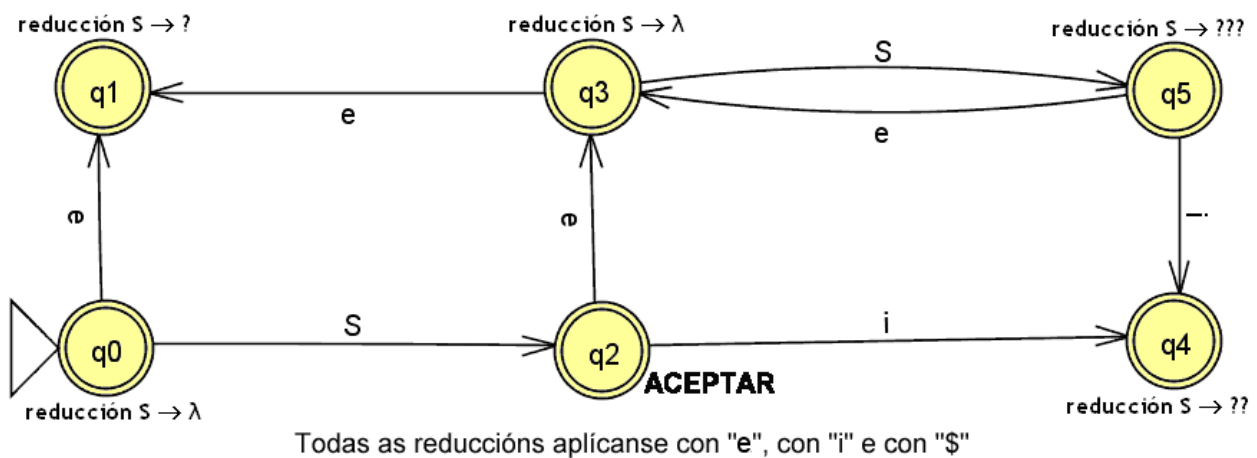 reducción S → ?
reducción S → λ
reducción S → ???
q1
q3
q5
S
e
e
e
e
i
q0
S
q2
i
q4
ACEPTAR
reducción S → λ
reducción S → ??
Todas as reduccións aplícanse con "e", con "i" e con "$"